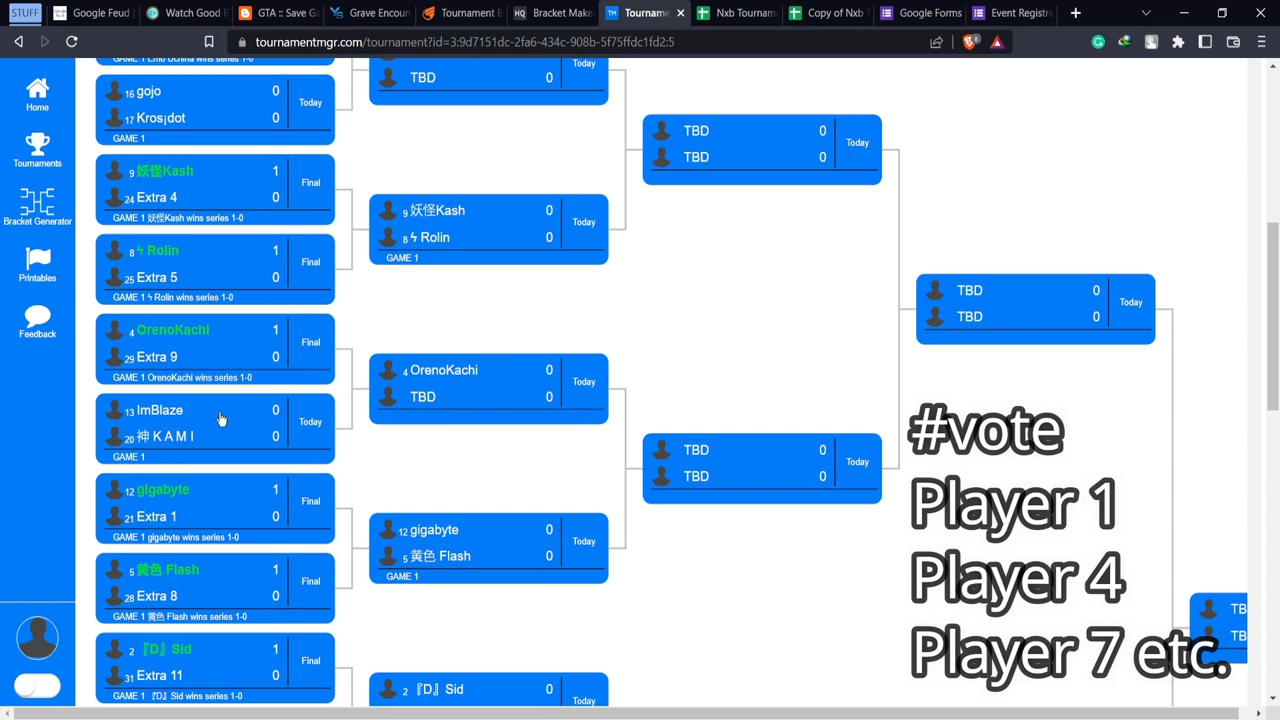 STUFF
Google Feud
Watch Good B
GTA :: Save Ga
Grave Encoun
Tournament B
Bracket Make
Tournam
Nxb Tournam
Copy of Nxb
Google Forms
Event Registra
tournamentmgr.com/tournament?id=3:9d7151dc-2fa6-434c-908b-5f75ffdc1fd2:5
Home
Tournaments
Bracket Generator
Printables
Feedback
16 gojo 0
17 Kros¡dot 0
Today
GAME 1
9 妖怪Kash 1
24 Extra 4 0
Final
GAME 1 妖怪Kash wins series 1-0
8 ϟ Rolin 1
25 Extra 5 0
Final
GAME 1 ϟ Rolin wins series 1-0
4 OrenoKachi 1
29 Extra 9 0
Final
GAME 1 OrenoKachi wins series 1-0
13 ImBlaze 0
20 神 K A M I 0
Today
GAME 1
12 gigabyte 1
21 Extra 1 0
Final
GAME 1 gigabyte wins series 1-0
5 黄色 Flash 1
28 Extra 8 0
Final
GAME 1 黄色 Flash wins series 1-0
2 『D』Sid 1
31 Extra 11 0
Final
GAME 1 『D』Sid wins series 1-0
TBD 0
Today
9 妖怪Kash 0
8 ϟ Rolin 0
Today
GAME 1
4 OrenoKachi 0
TBD 0
Today
12 gigabyte 0
5 黄色 Flash 0
Today
GAME 1
2 『D』Sid 0
Today
TBD 0
TBD 0
Today
TBD 0
TBD 0
Today
TBD 0
TBD 0
Today
TB
TB
#vote
Player 1
Player 4
Player 7 etc.